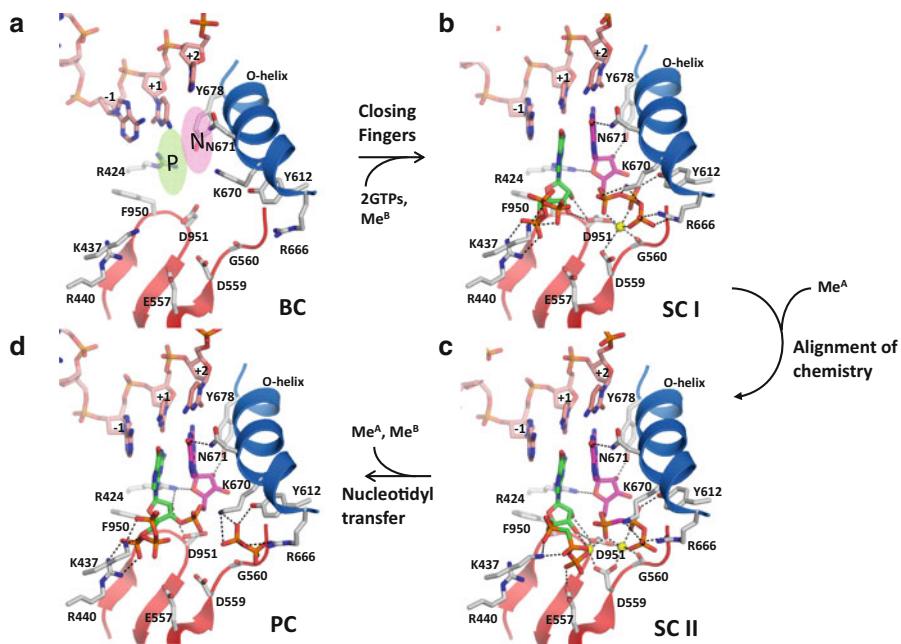 a
+2
+1
-1
O-helix
Y678
N
N671
P
R424
K670
Y612
F950
K437
D951
R666
G560
D559
R440
E557
BC
Closing
Fingers
2GTPs,
Me^B
b
+2
+1
-1
O-helix
Y678
N671
R424
K670
Y612
F950
K437
D951
R666
G560
R440
E557
D559
SC I
Me^A
Alignment of
chemistry
c
+2
+1
-1
O-helix
Y678
N671
R424
K670
Y612
F950
K437
D951
R666
G560
R440
E557
D559
SC II
Me^A, Me^B
Nucleotidyl
transfer
d
+2
+1
-1
O-helix
Y678
N671
R424
K670
Y612
F950
K437
D951
R666
G560
D559
R440
E557
PC